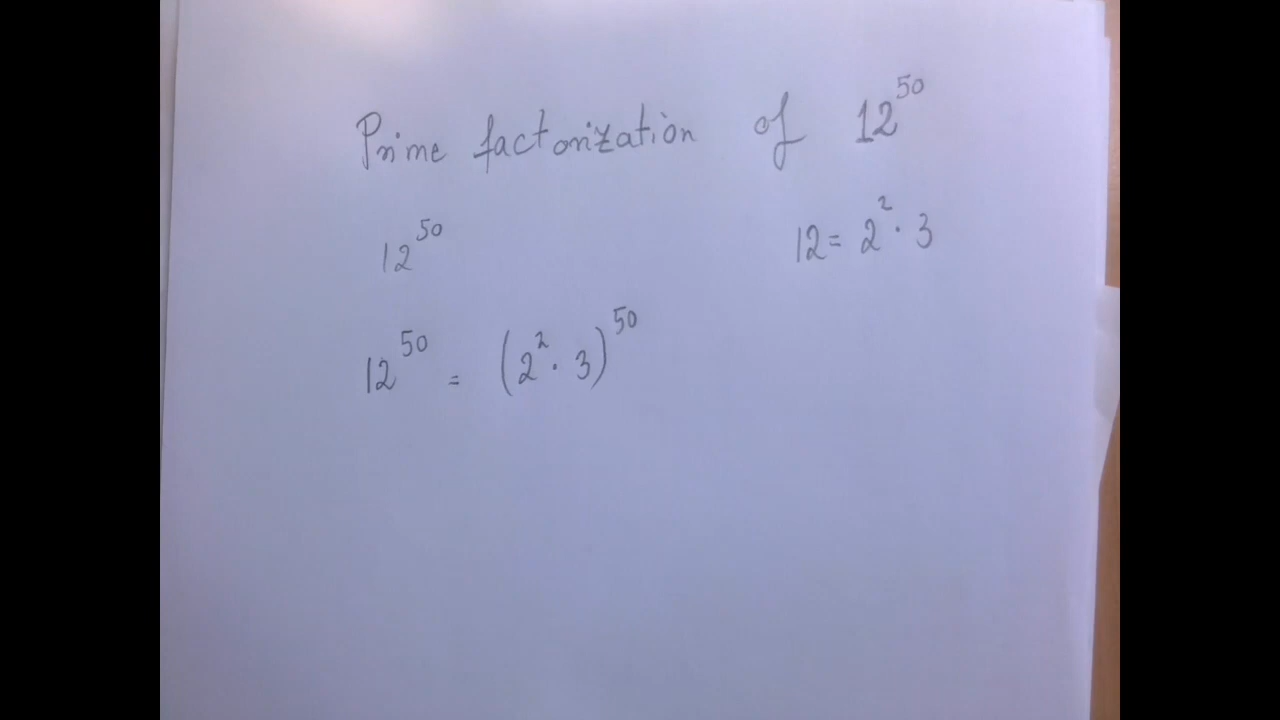 Prime factorization of 12^50
12^50 12 = 2^2 · 3
12^50 = (2^2 · 3)^50